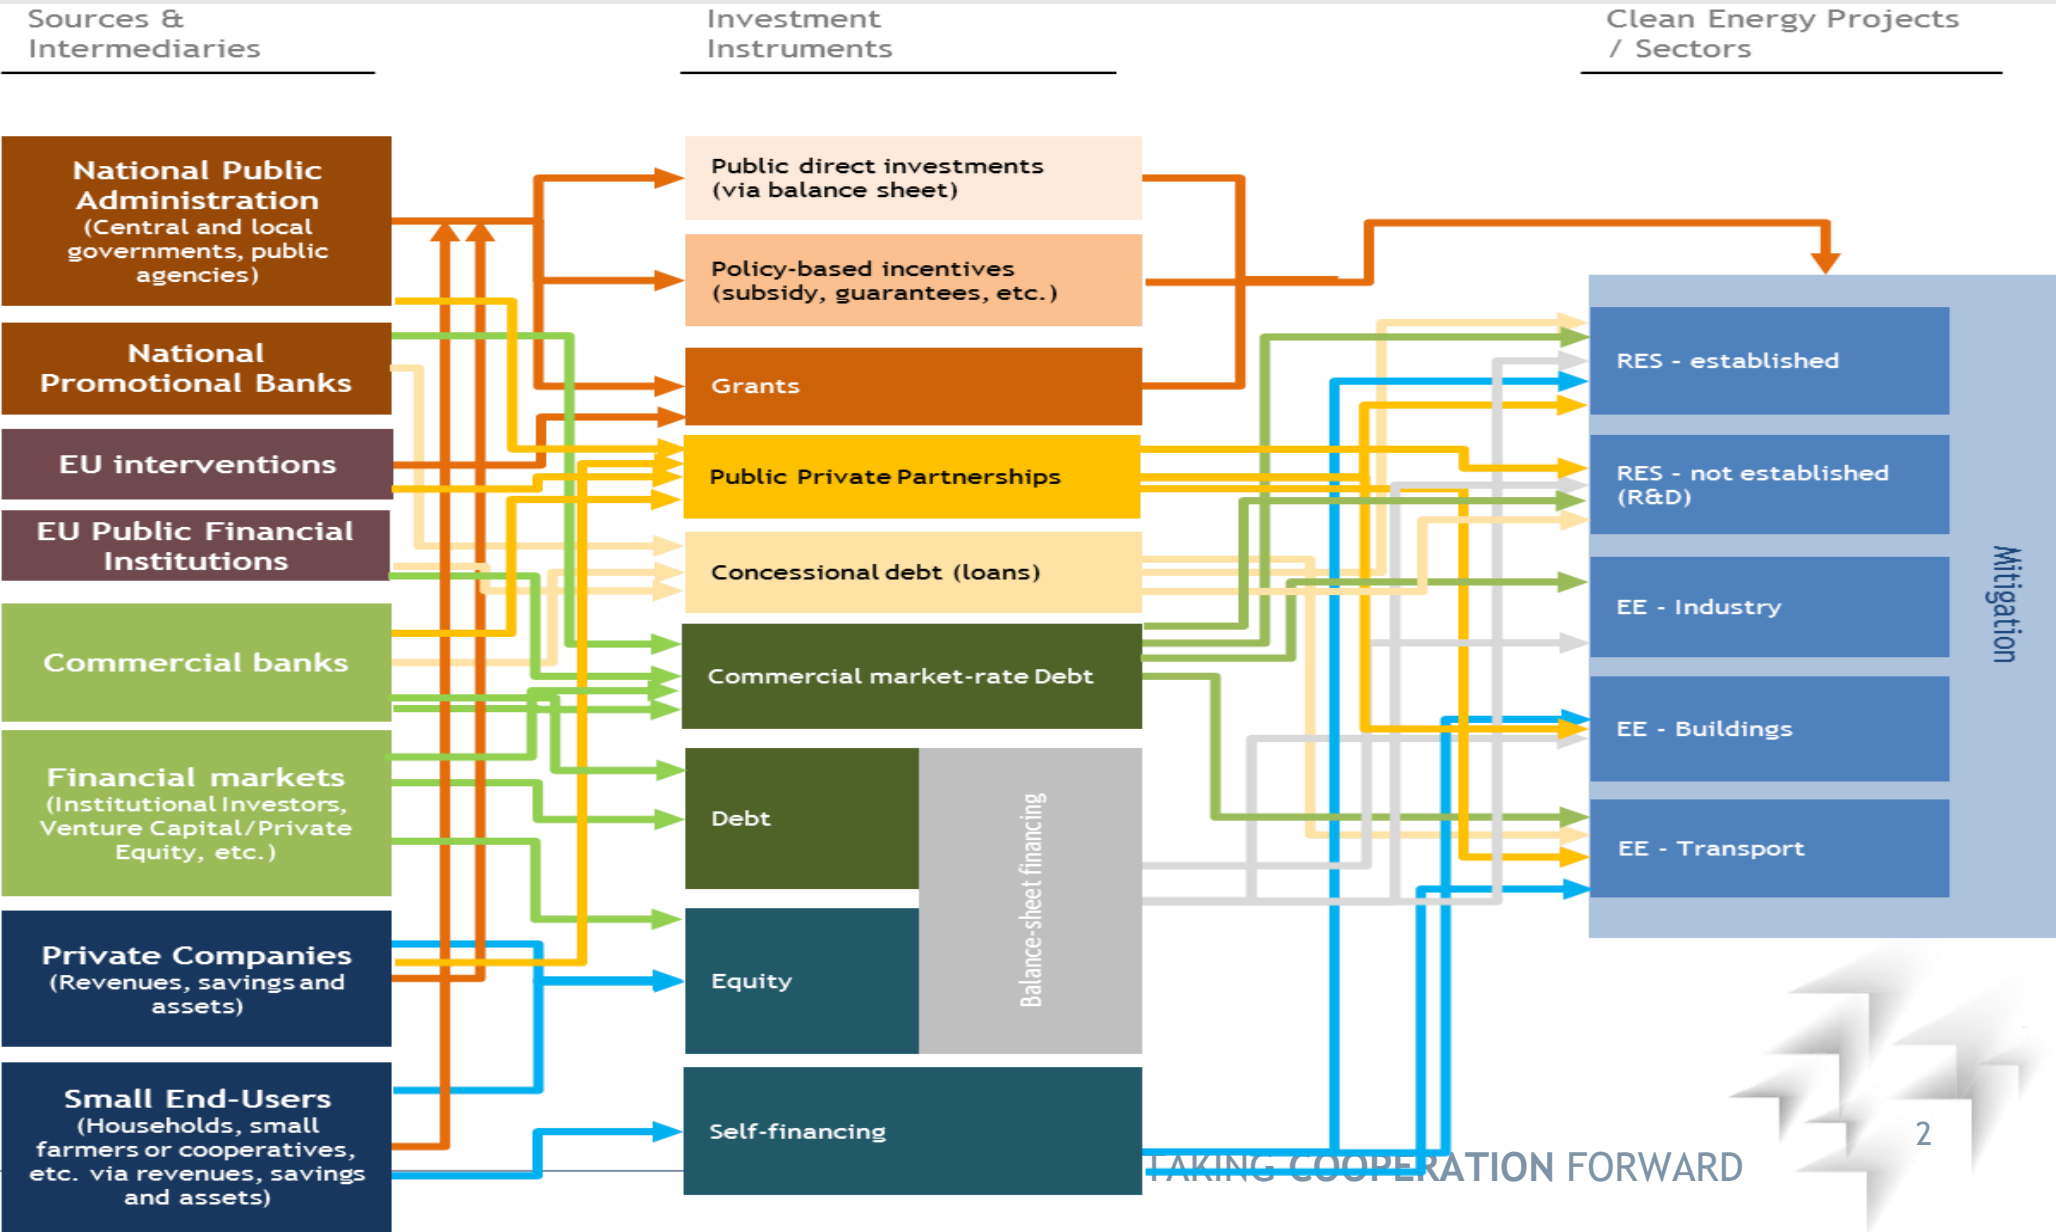 Sources &
Intermediaries
Investment
Instruments
Clean Energy Projects
/ Sectors
National Public
Administration
(Central and local
governments, public
agencies)
National
Promotional Banks
EU interventions
EU Public Financial
Institutions
Commercial banks
Financial markets
(Institutional Investors,
Venture Capital/Private
Equity, etc.)
Private Companies
(Revenues, savings and
assets)
Small End-Users
(Households, small
farmers or cooperatives,
etc. via revenues, savings
and assets)
Public direct investments
(via balance sheet)
Policy-based incentives
(subsidy, guarantees, etc.)
Grants
Public Private Partnerships
Concessional debt (loans)
Commercial market-rate Debt
Debt
Equity
Balance-sheet financing
Self-financing
RES - established
RES - not established
(R&D)
EE - Industry
EE - Buildings
EE - Transport
Mitigation
TAKING COOPERATION FORWARD
2